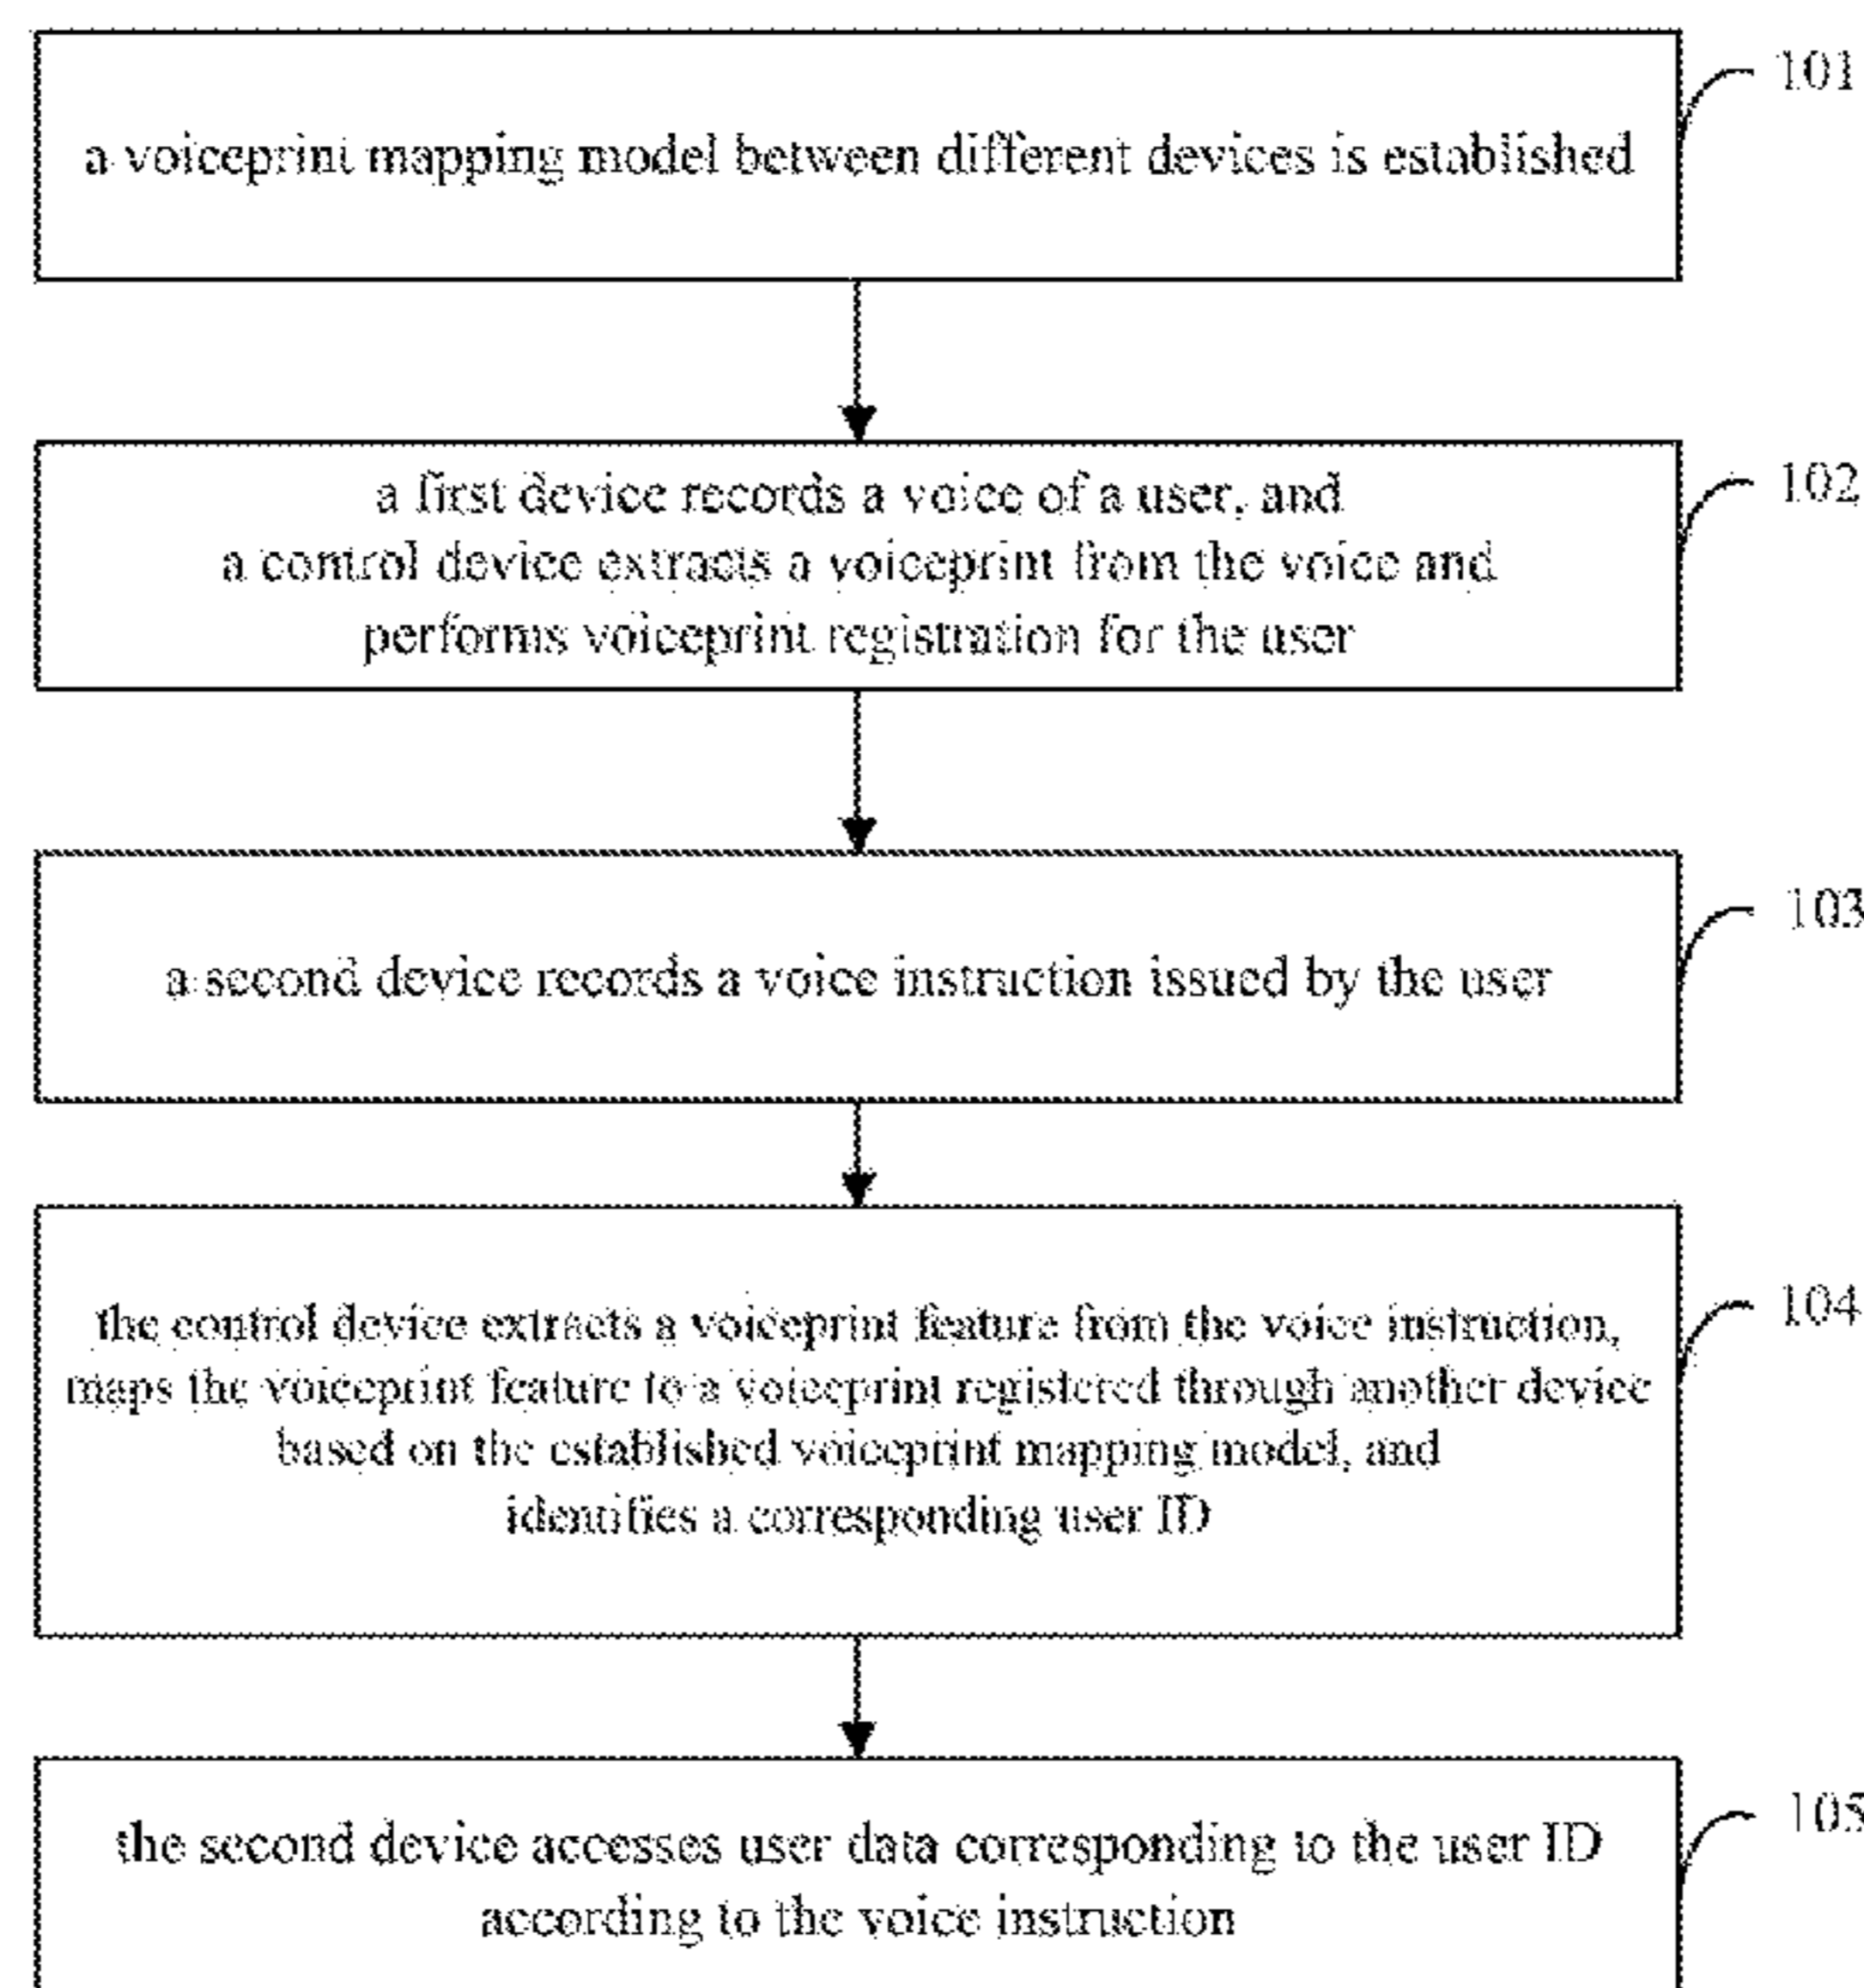 101
a voiceprint mapping model between different devices is established
102
a first device records a voice of a user, and
a control device extracts a voiceprint from the voice and
performs voiceprint registration for the user
103
a second device records a voice instruction issued by the user
104
the control device extracts a voiceprint feature from the voice instruction,
maps the voiceprint feature to a voiceprint registered through another device
based on the established voiceprint mapping model, and
identifies a corresponding user ID
105
the second device accesses user data corresponding to the user ID
according to the voice instruction